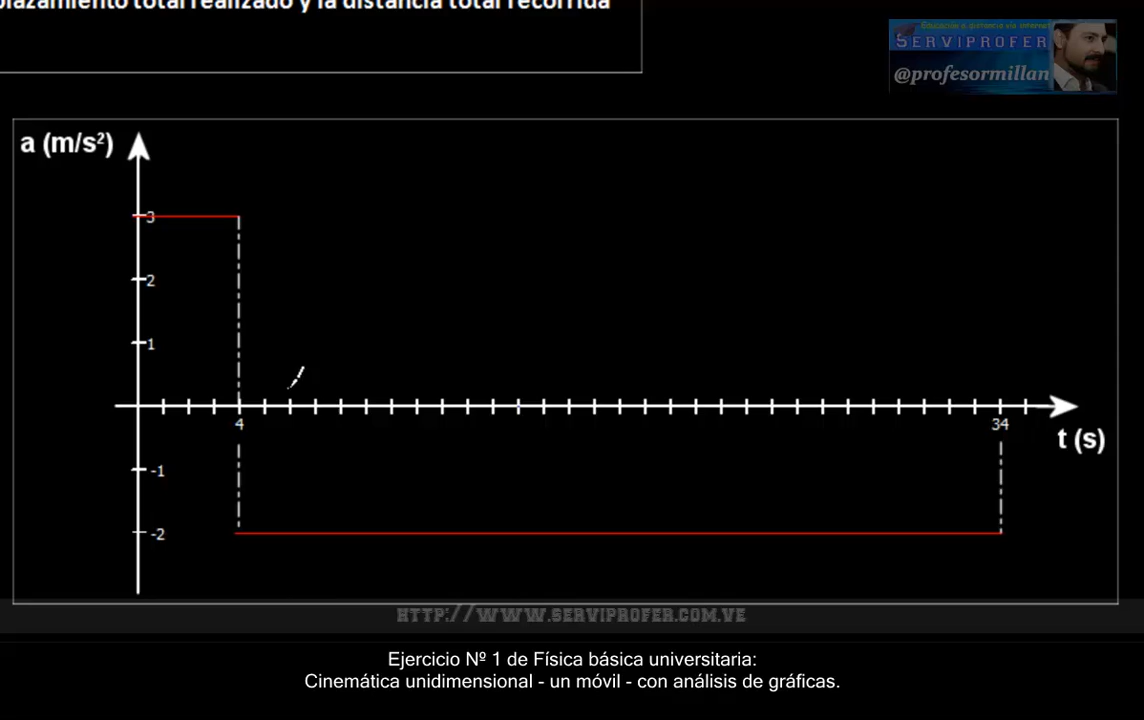 plazamiento total realizado y la distancia total recorrida
Educación a distancia vía Internet
SERVIPROFER
@profesormillan
a (m/s²)
3
2
1
4
34
t (s)
-1
-2
HTTP://WWW.SERVIPROFER.COM.VE
Ejercicio Nº 1 de Física básica universitaria:
Cinemática unidimensional - un móvil - con análisis de gráficas.